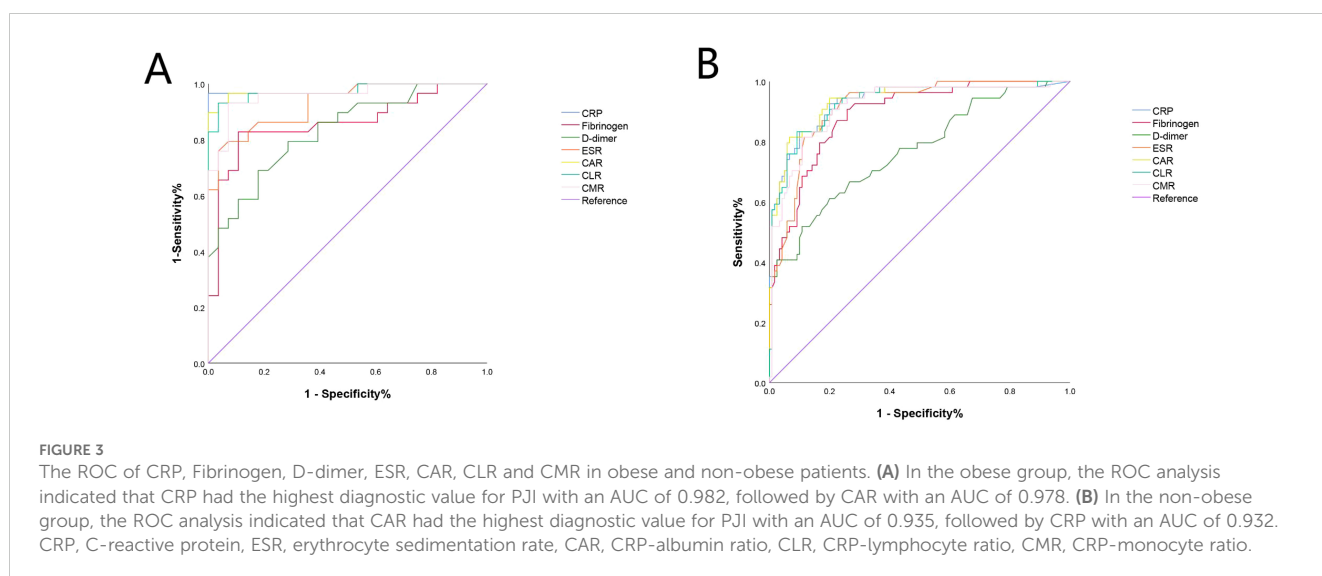 A
1-Sensitivity%
1.0
0.8
0.6
0.4
0.2
0.0
0.0 0.2 0.4 0.6 0.8 1.0
1 - Specificity%
CRP
Fibrinogen
D-dimer
ESR
CAR
CLR
CMR
Reference
B
Sensitivity%
1.0
0.8
0.6
0.4
0.2
0.0
0.0 0.2 0.4 0.6 0.8 1.0
1 - Specificity%
CRP
Fibrinogen
D-dimer
ESR
CAR
CLR
CMR
Reference
FIGURE 3
The ROC of CRP, Fibrinogen, D-dimer, ESR, CAR, CLR and CMR in obese and non-obese patients. (A) In the obese group, the ROC analysis
indicated that CRP had the highest diagnostic value for PJI with an AUC of 0.982, followed by CAR with an AUC of 0.978. (B) In the non-obese
group, the ROC analysis indicated that CAR had the highest diagnostic value for PJI with an AUC of 0.935, followed by CRP with an AUC of 0.932.
CRP, C-reactive protein, ESR, erythrocyte sedimentation rate, CAR, CRP-albumin ratio, CLR, CRP-lymphocyte ratio, CMR, CRP-monocyte ratio.